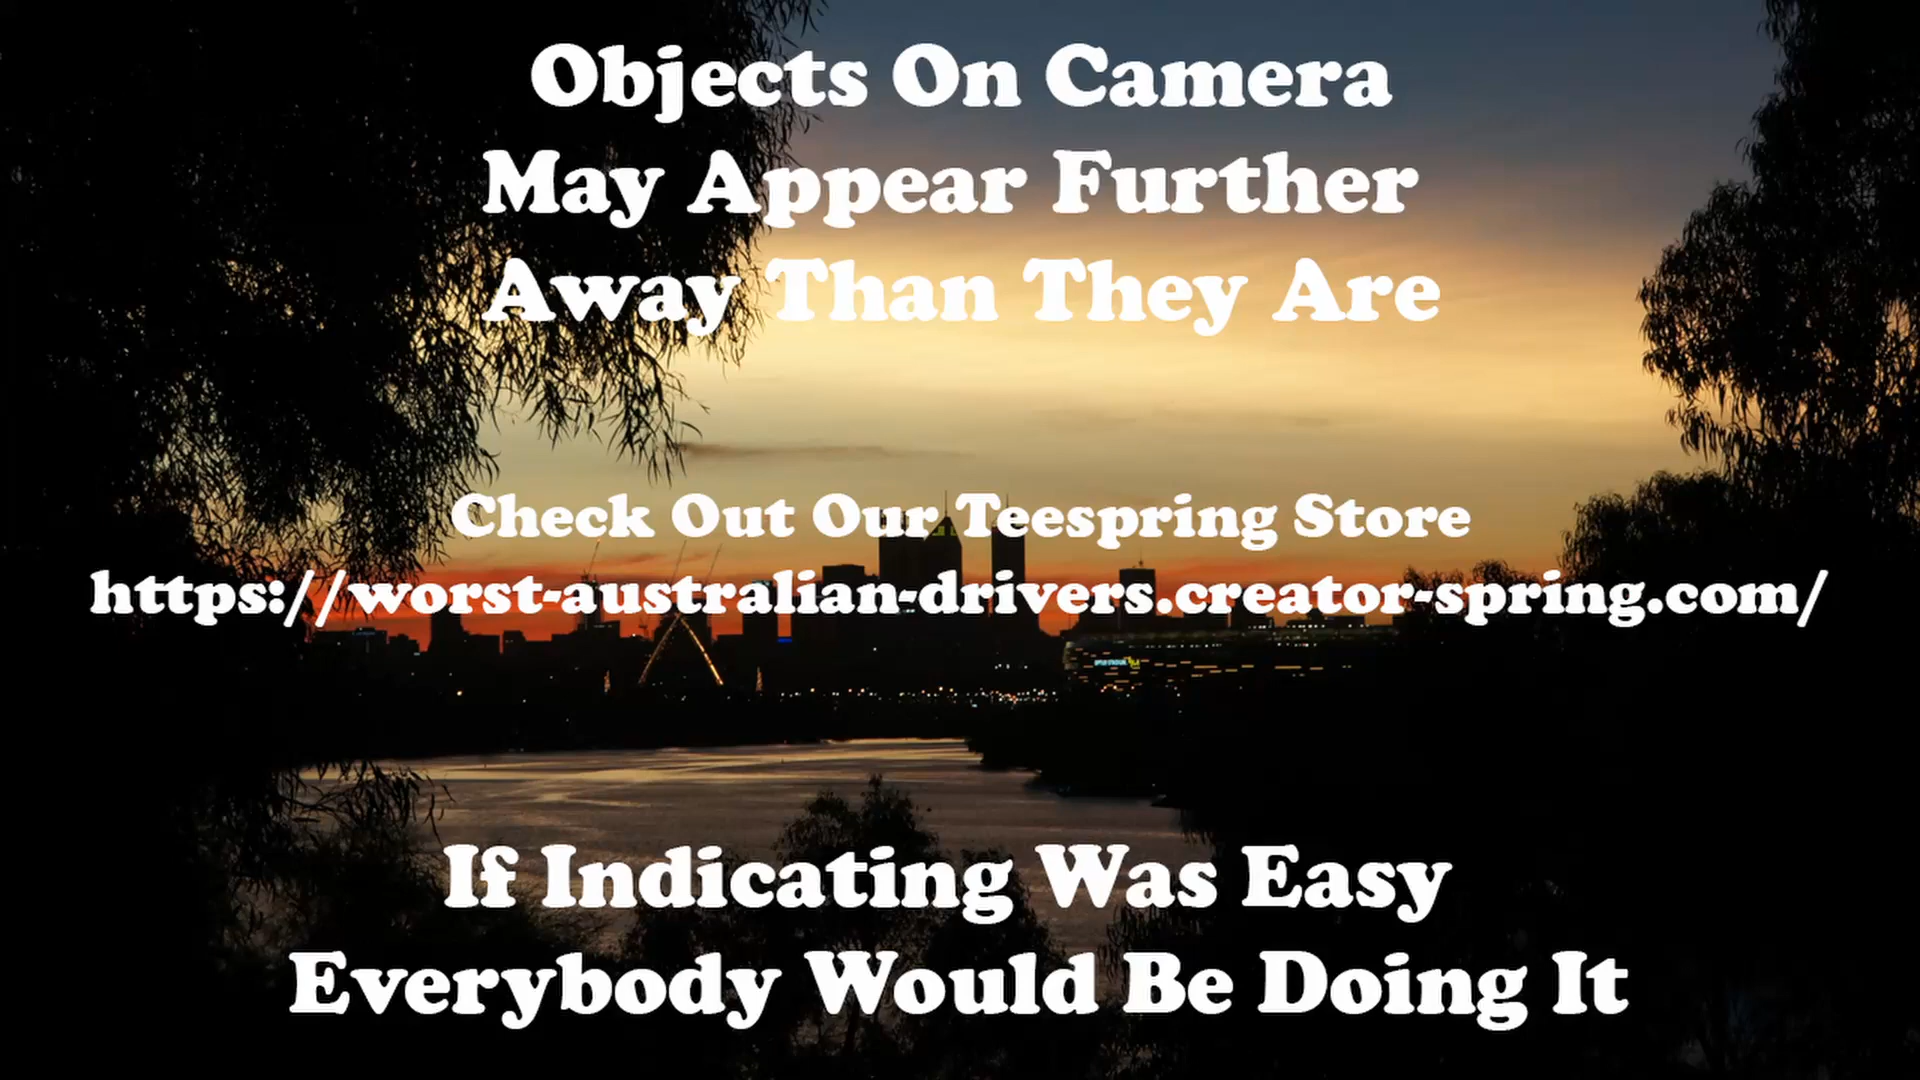 Objects On Camera
May Appear Further
Away Than They Are
Check Out Our Teespring Store
https://worst-australian-drivers.creator-spring.com/
If Indicating Was Easy
Everybody Would Be Doing It